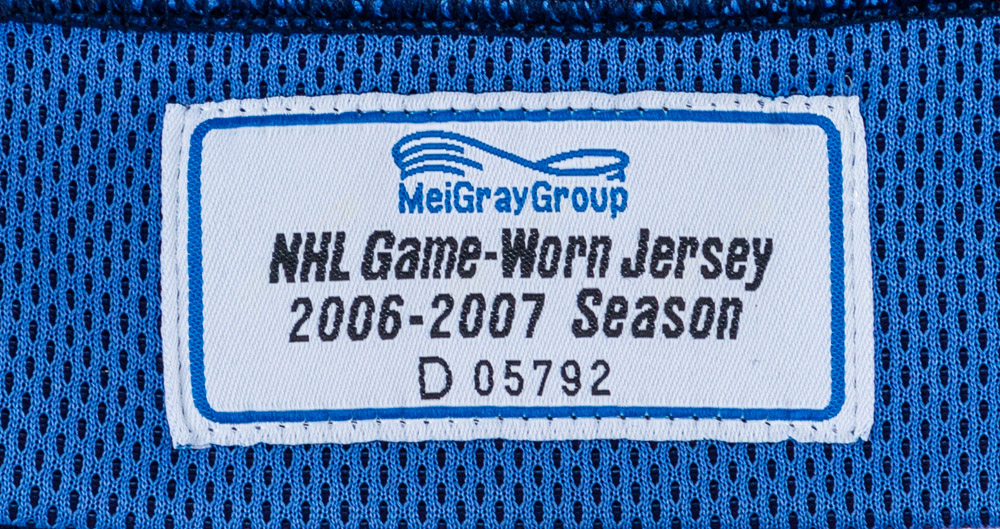 MeiGrayGroup
NHL Game-Worn Jersey
2006-2007 Season
D 05792